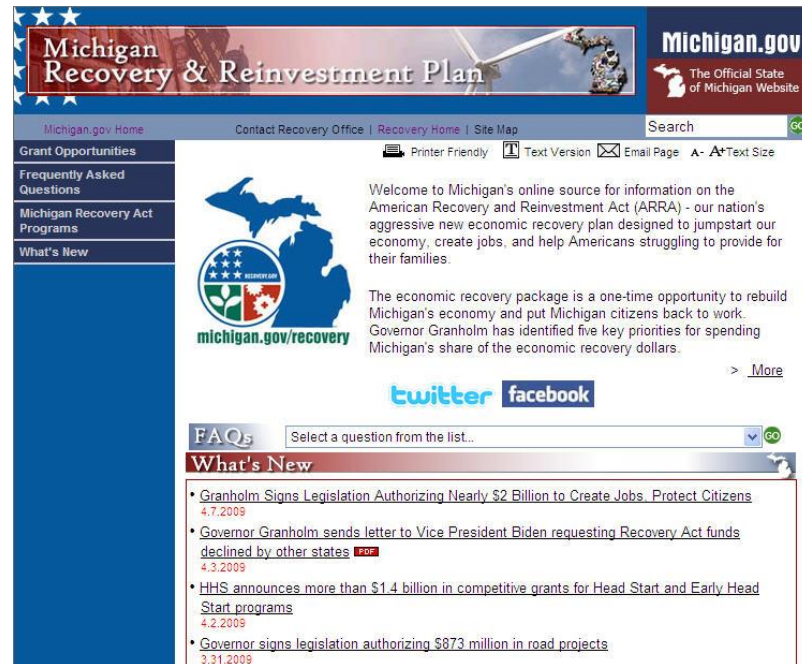 Michigan
Recovery & Reinvestment Plan
Michigan.gov
The Official State
of Michigan Website
Michigan.gov Home
Contact Recovery Office | Recovery Home | Site Map
Search
GO
Grant Opportunities
Frequently Asked
Questions
Michigan Recovery Act
Programs
What's New
Printer Friendly T Text Version Email Page A- A+Text Size
RECOVERY.GOV
michigan.gov/recovery
Welcome to Michigan's online source for information on the
American Recovery and Reinvestment Act (ARRA) - our nation's
aggressive new economic recovery plan designed to jumpstart our
economy, create jobs, and help Americans struggling to provide for
their families.
The economic recovery package is a one-time opportunity to rebuild
Michigan's economy and put Michigan citizens back to work.
Governor Granholm has identified five key priorities for spending
Michigan's share of the economic recovery dollars.
> More
twitter facebook
FAQs Select a question from the list... GO
What's New
• Granholm Signs Legislation Authorizing Nearly $2 Billion to Create Jobs, Protect Citizens
4.7.2009
• Governor Granholm sends letter to Vice President Biden requesting Recovery Act funds
declined by other states PDF
4.3.2009
• HHS announces more than $1.4 billion in competitive grants for Head Start and Early Head
Start programs
4.2.2009
• Governor signs legislation authorizing $873 million in road projects
3.31.2009